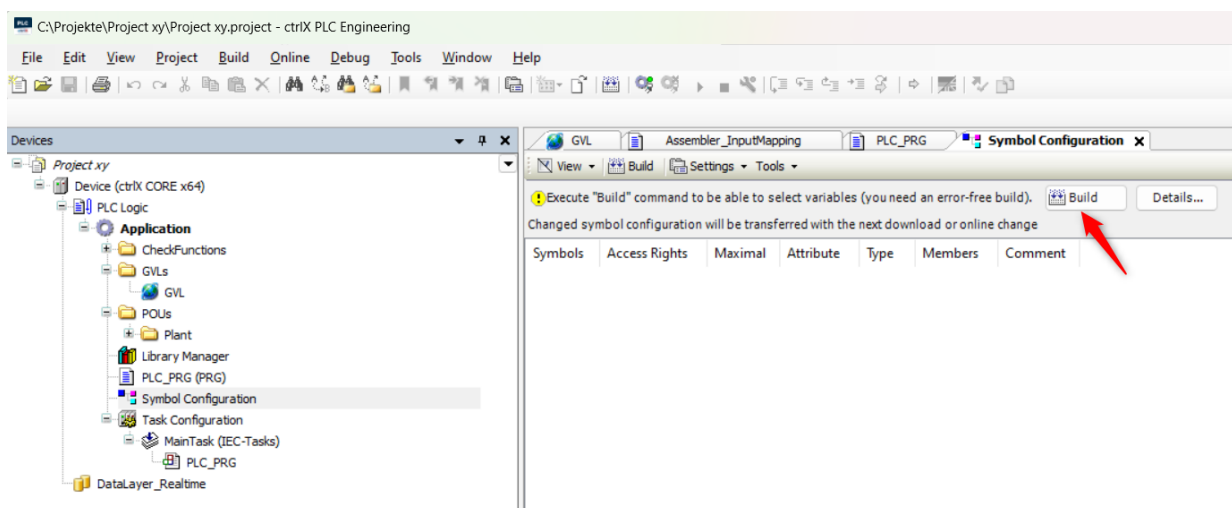 C:\Projekte\Project xy\Project xy.project - ctrlX PLC Engineering
File Edit View Project Build Online Debug Tools Window Help
Devices
Project xy
Device (ctrlX CORE x64)
PLC Logic
Application
CheckFunctions
GVLs
GVL
POUs
Plant
Library Manager
PLC_PRG (PRG)
Symbol Configuration
Task Configuration
MainTask (IEC-Tasks)
PLC_PRG
DataLayer_Realtime
GVL Assembler_InputMapping PLC_PRG Symbol Configuration
View Build Settings Tools
Execute "Build" command to be able to select variables (you need an error-free build). Build Details...
Changed symbol configuration will be transferred with the next download or online change
Symbols Access Rights Maximal Attribute Type Members Comment